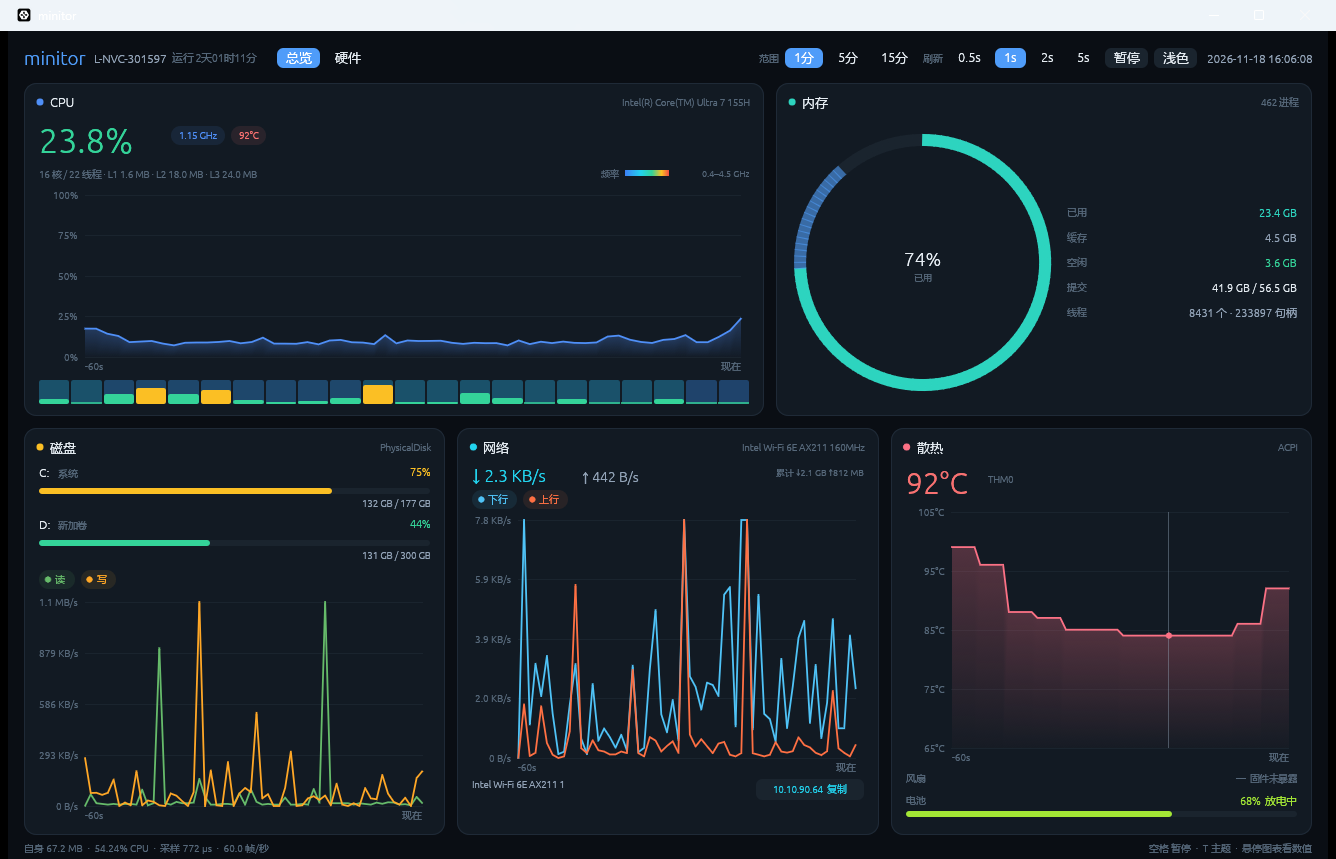 minitor
minitor L-NVC-301597 运行 2天01时11分 总览 硬件 范围 1分 5分 15分 刷新 0.5s 1s 2s 5s 暂停 浅色 2026-11-18 16:06:08
CPU Intel(R) Core(TM) Ultra 7 155H
23.8% 1.15 GHz 92°C
16 核 / 22 线程 · L1 1.6 MB · L2 18.0 MB · L3 24.0 MB 频率 0.4–4.5 GHz
100%
75%
50%
25%
0%
-60s 现在
内存 462 进程
74%
已用
已用 23.4 GB
缓存 4.5 GB
空闲 3.6 GB
提交 41.9 GB / 56.5 GB
线程 8431 个 · 233897 句柄
磁盘 PhysicalDisk
C: 系统 75%
132 GB / 177 GB
D: 新加卷 44%
131 GB / 300 GB
读 写
1.1 MB/s
879 KB/s
586 KB/s
293 KB/s
0 B/s
-60s 现在
网络 Intel Wi-Fi 6E AX211 160MHz
↓ 2.3 KB/s ↑ 442 B/s 累计 ↓2.1 GB ↑812 MB
下行 上行
7.8 KB/s
5.9 KB/s
3.9 KB/s
2.0 KB/s
0 B/s
-60s 现在
Intel Wi-Fi 6E AX211 1 10.10.90.64 复制
散热 ACPI
92°C THM0
105°C
95°C
85°C
75°C
65°C
-60s 现在
风扇 — 固件未暴露
电池 68% 放电中
自身 67.2 MB · 54.24% CPU · 采样 772 µs · 60.0 帧/秒 空格 暂停 · T 主题 · 悬停图表看数值